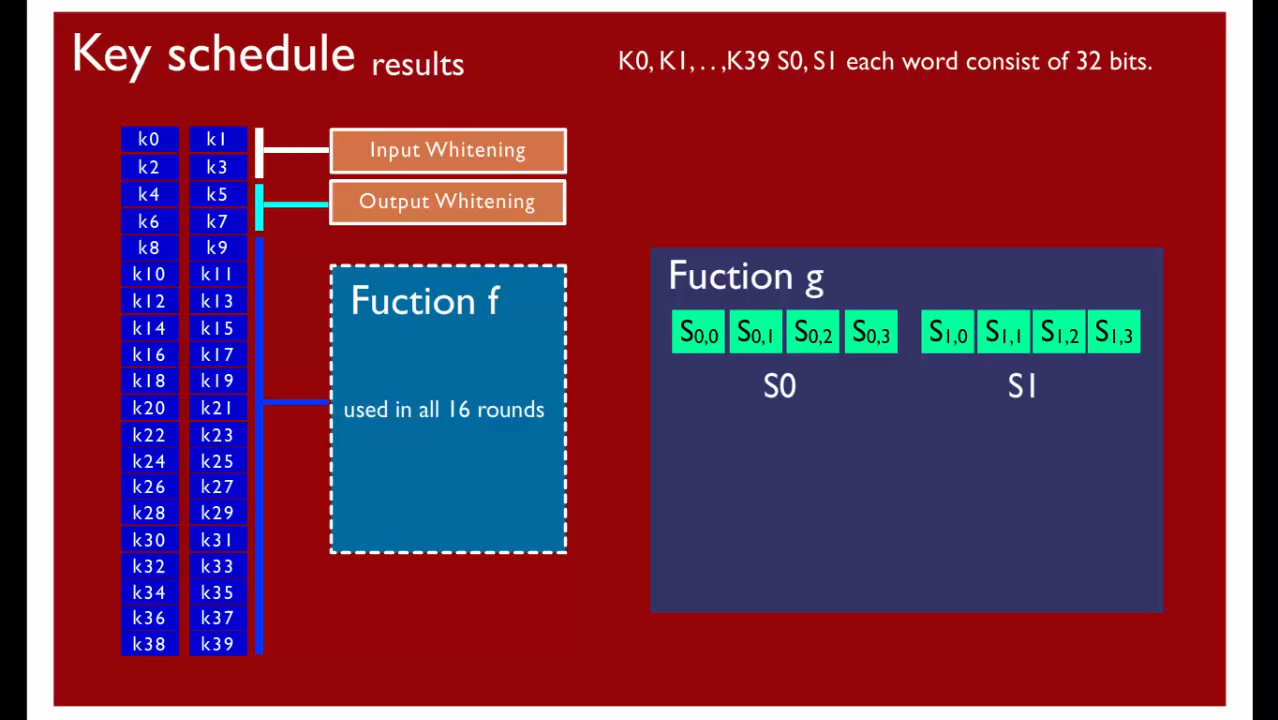 Key schedule results
K0, K1, . . ,K39 S0, S1 each word consist of 32 bits.
k0 k1
k2 k3
k4 k5
k6 k7
k8 k9
k10 k11
k12 k13
k14 k15
k16 k17
k18 k19
k20 k21
k22 k23
k24 k25
k26 k27
k28 k29
k30 k31
k32 k33
k34 k35
k36 k37
k38 k39
Input Whitening
Output Whitening
Fuction f
used in all 16 rounds
Fuction g
S0,0 S0,1 S0,2 S0,3 S1,0 S1,1 S1,2 S1,3
S0 S1